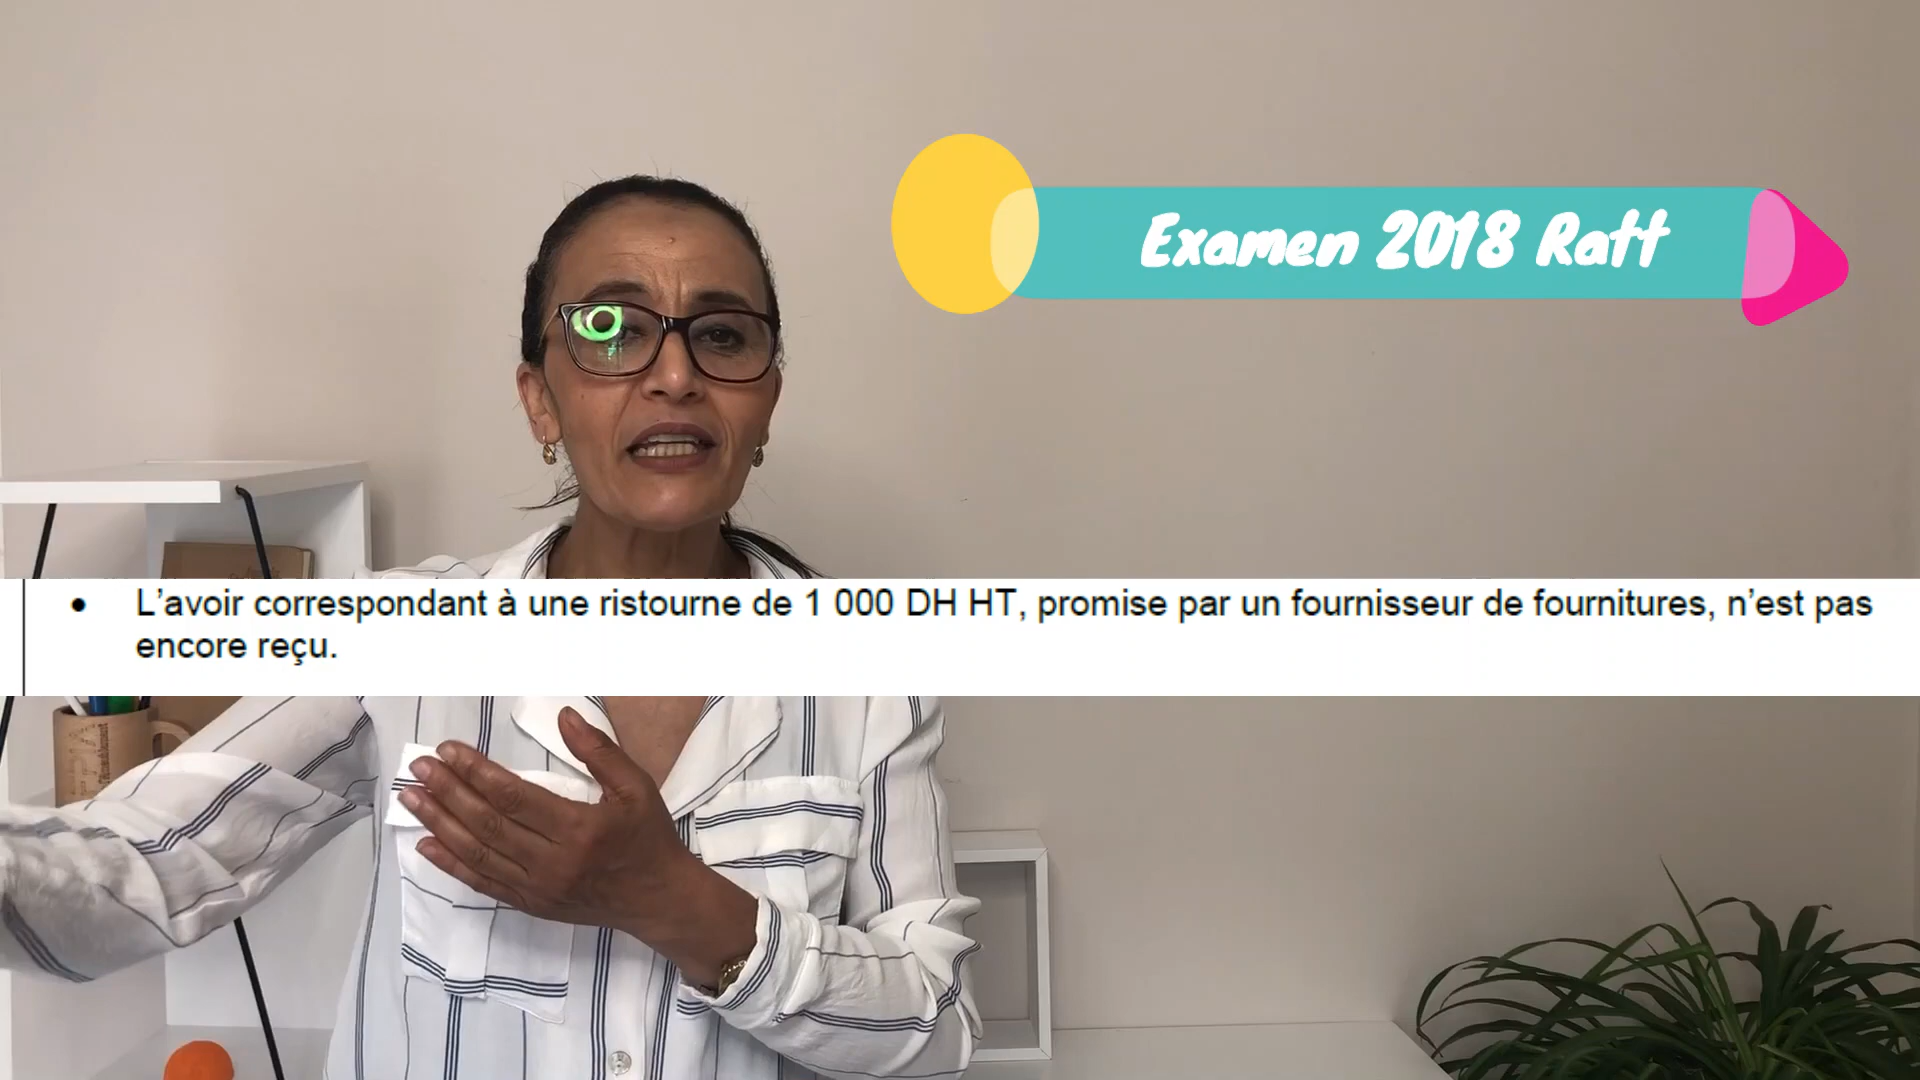 Examen 2018 Ratt
• L’avoir correspondant à une ristourne de 1 000 DH HT, promise par un fournisseur de fournitures, n’est pas
encore reçu.